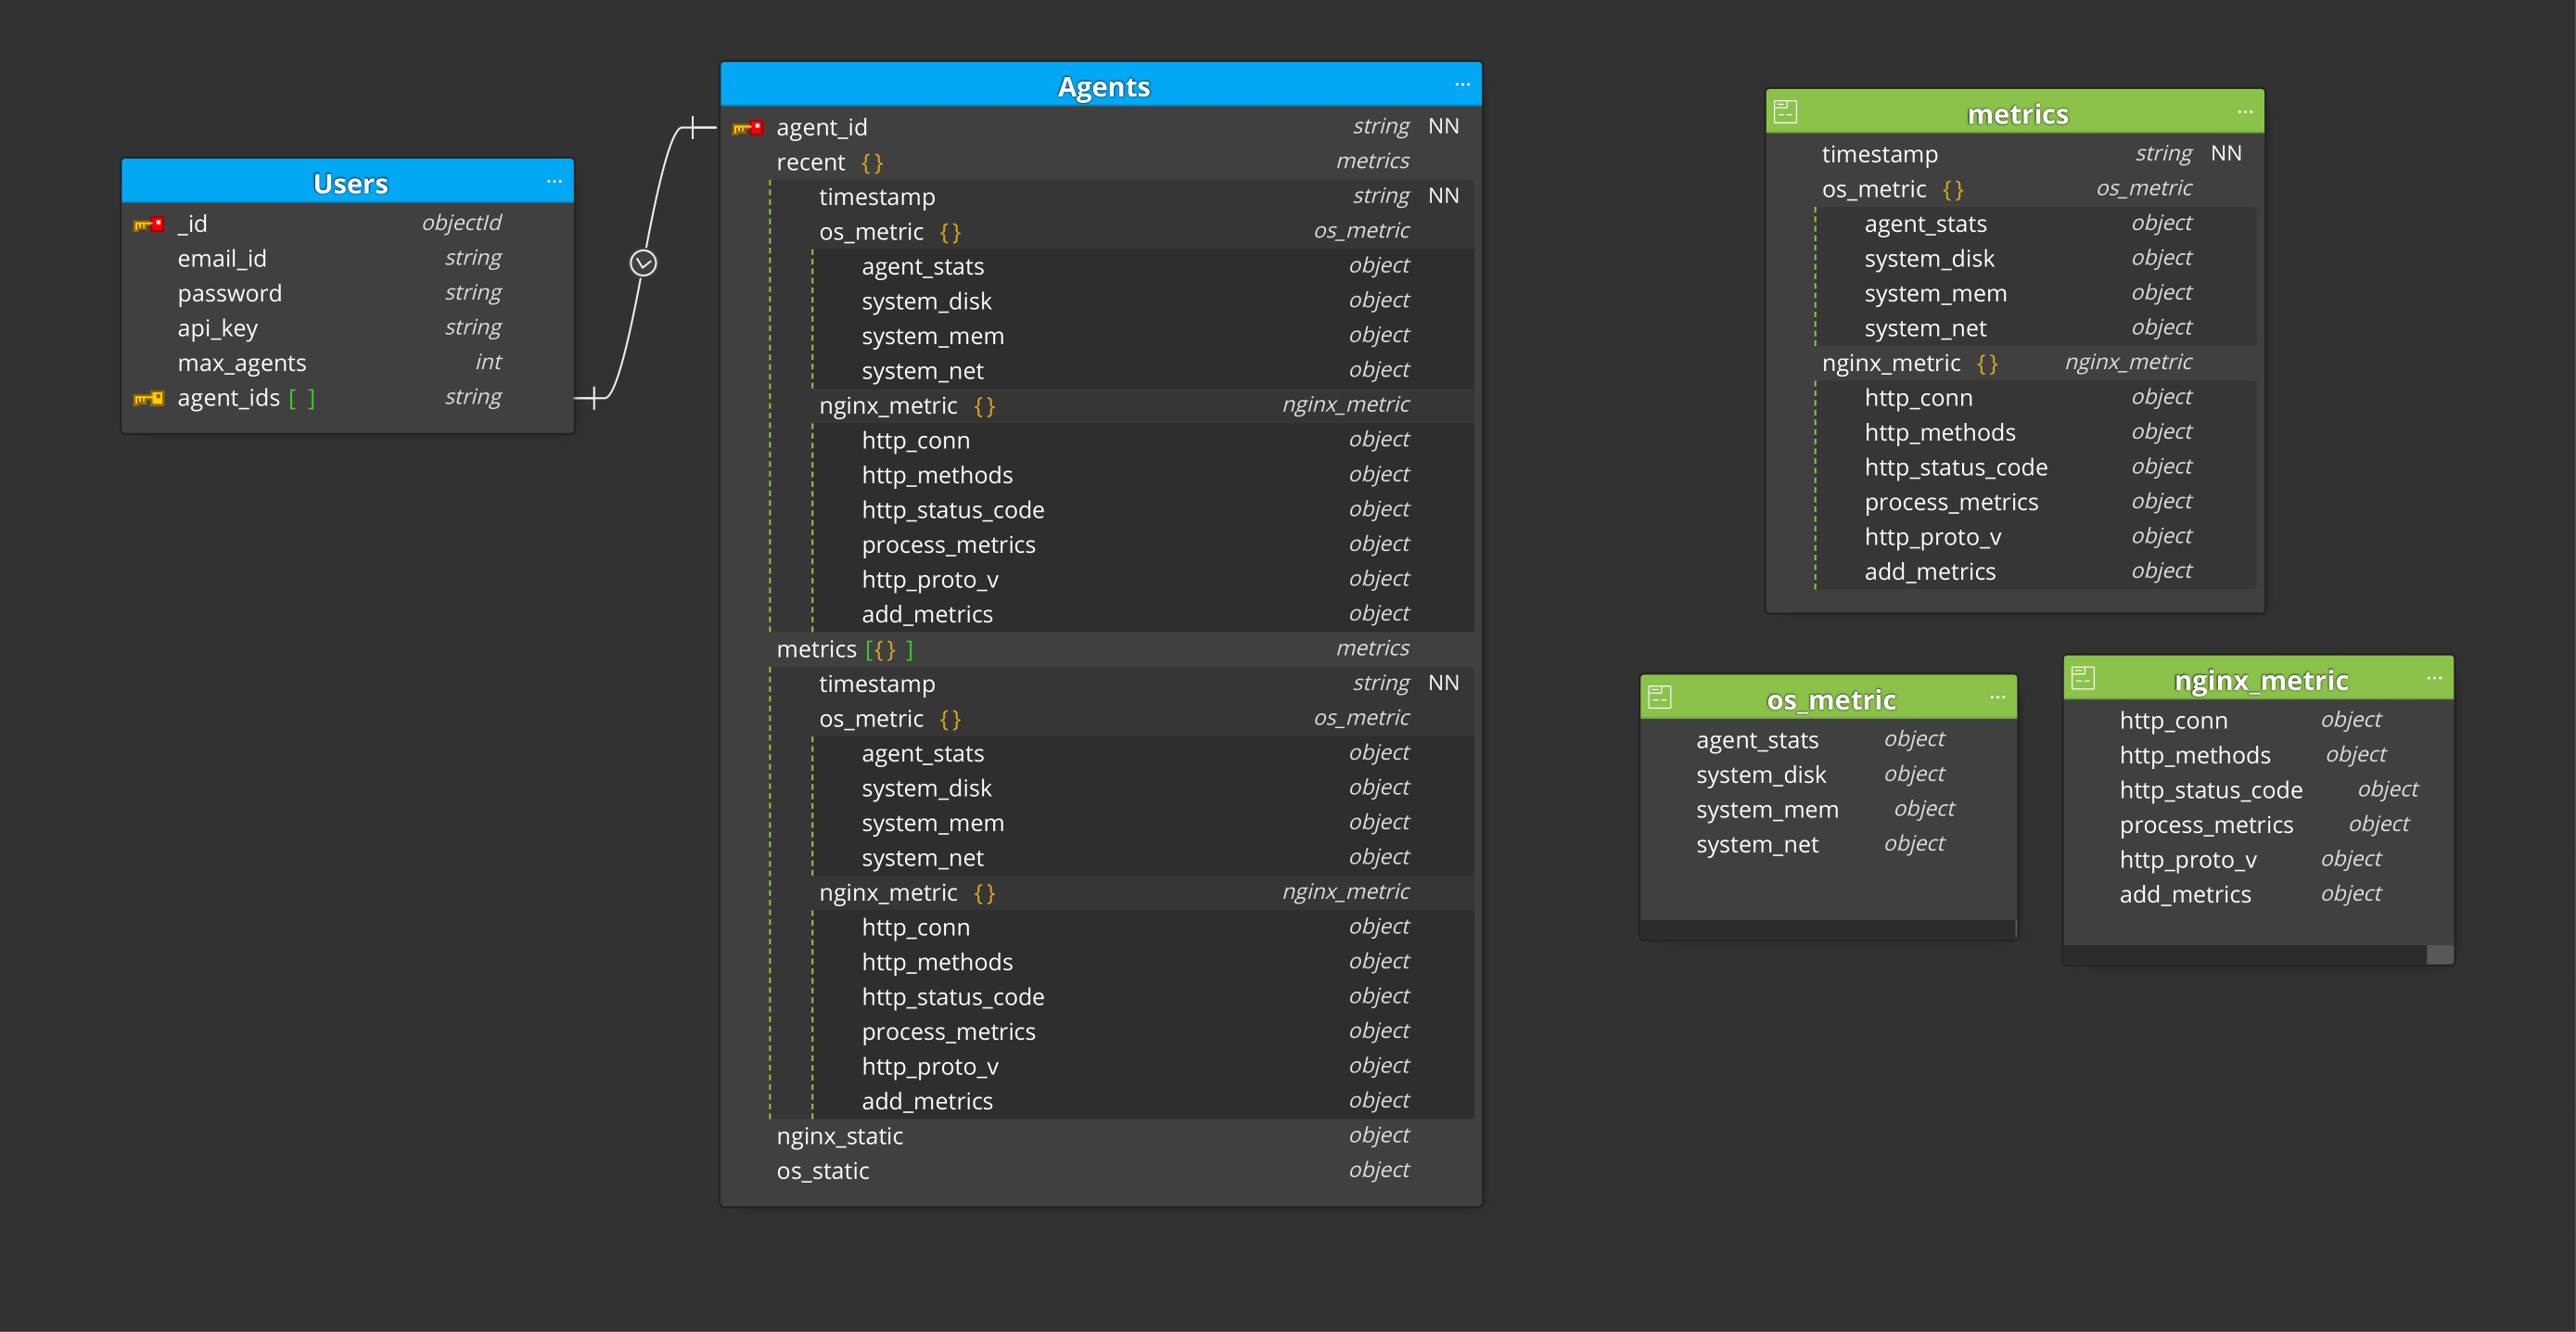 Users
_id objectId
email_id string
password string
api_key string
max_agents int
agent_ids [ ] string
Agents
agent_id string NN
recent {} metrics
timestamp string NN
os_metric {} os_metric
agent_stats object
system_disk object
system_mem object
system_net object
nginx_metric {} nginx_metric
http_conn object
http_methods object
http_status_code object
process_metrics object
http_proto_v object
add_metrics object
metrics [{} ] metrics
timestamp string NN
os_metric {} os_metric
agent_stats object
system_disk object
system_mem object
system_net object
nginx_metric {} nginx_metric
http_conn object
http_methods object
http_status_code object
process_metrics object
http_proto_v object
add_metrics object
nginx_static object
os_static object
metrics
timestamp string NN
os_metric {} os_metric
agent_stats object
system_disk object
system_mem object
system_net object
nginx_metric {} nginx_metric
http_conn object
http_methods object
http_status_code object
process_metrics object
http_proto_v object
add_metrics object
os_metric
agent_stats object
system_disk object
system_mem object
system_net object
nginx_metric
http_conn object
http_methods object
http_status_code object
process_metrics object
http_proto_v object
add_metrics object